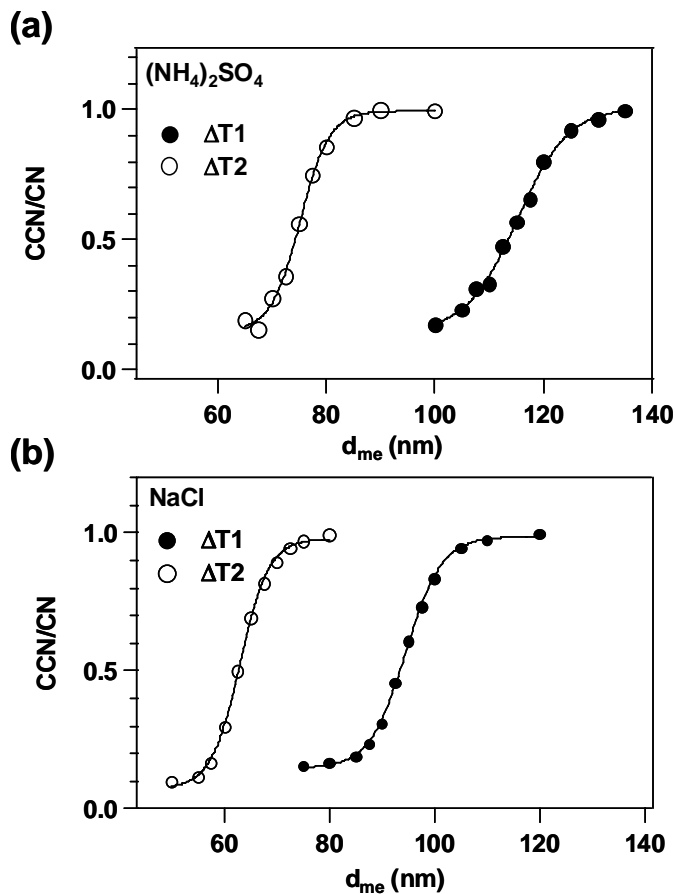 (a)
(NH₄)₂SO₄
ΔT1
ΔT2
1.0
0.5
0.0
CCN/CN
60 80 100 120 140
dₘₑ (nm)
(b)
NaCl
ΔT1
ΔT2
1.0
0.5
0.0
CCN/CN
60 80 100 120 140
dₘₑ (nm)